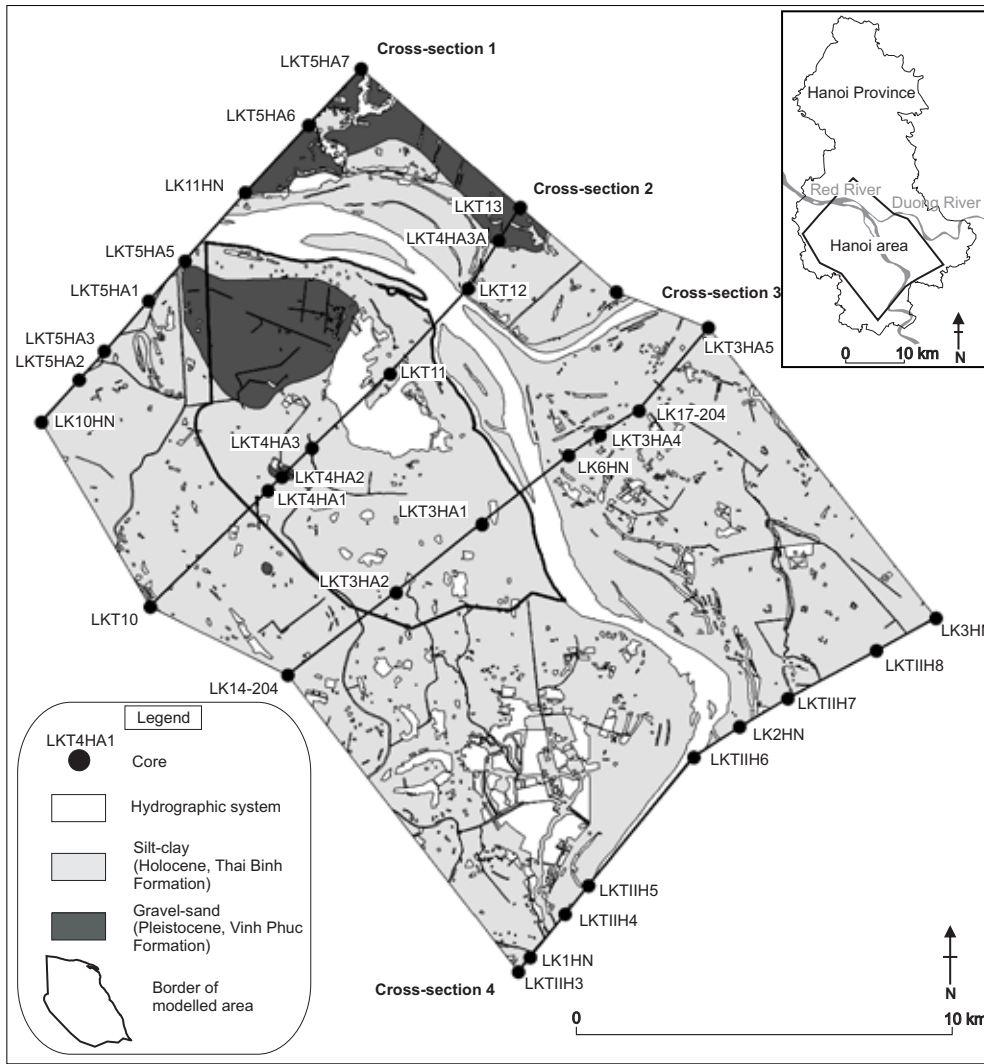 Cross-section 1
LKT5HA7
LKT5HA6
LK11HN
LKT5HA5
LKT5HA1
LKT5HA3
LKT5HA2
LK10HN
Cross-section 2
LKT13
LKT4HA3A
LKT12
LKT11
LKT4HA3
LKT4HA2
LKT4HA1
LKT10
Cross-section 3
LKT3HA5
LK17-204
LKT3HA4
LK6HN
LKT3HA1
LKT3HA2
LK14-204
LK3HN
LKTIIH8
LKTIIH7
LK2HN
LKTIIH6
LKTIIH5
LKTIIH4
LK1HN
LKTIIH3
Cross-section 4
Hanoi Province
Red River
Duong River
Hanoi area
0 10 km
N
Legend
LKT4HA1
Core
Hydrographic system
Silt-clay
(Holocene, Thai Binh
Formation)
Gravel-sand
(Pleistocene, Vinh Phuc
Formation)
Border of
modelled area
N
0 10 km